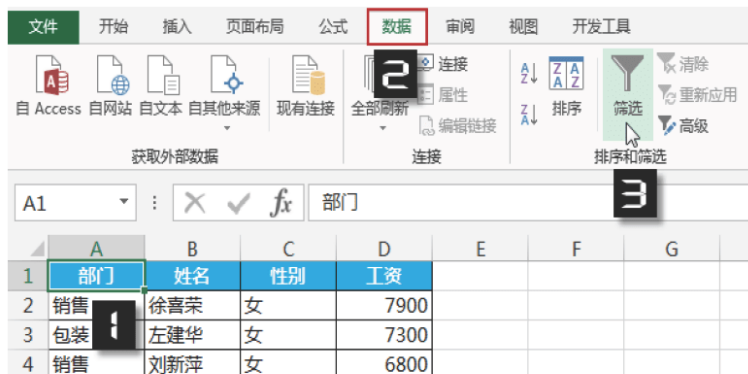 文件 开始 插入 页面布局 公式 数据 审阅 视图 开发工具
2 连接 清除
属性 重新应用
自 Access 自网站 自文本 自其他来源 现有连接 全部刷新 编辑链接 排序 筛选 高级
获取外部数据 连接 排序和筛选
3
A1 fx 部门
A B C D E F G
1 部门 姓名 性别 工资
2 销售 徐喜荣 女 7900
1
3 包装 左建华 女 7300
4 销售 刘新萍 女 6800